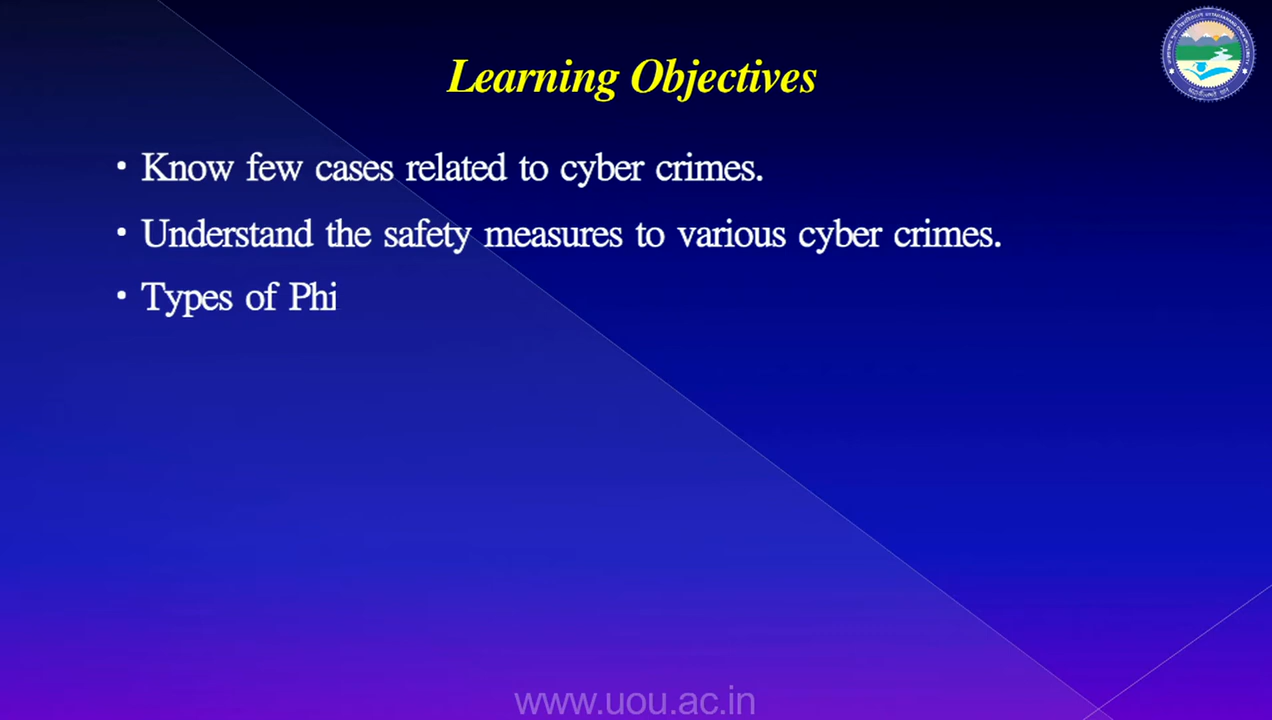 Learning Objectives
• Know few cases related to cyber crimes.
• Understand the safety measures to various cyber crimes.
• Types of Phi
www.uou.ac.in